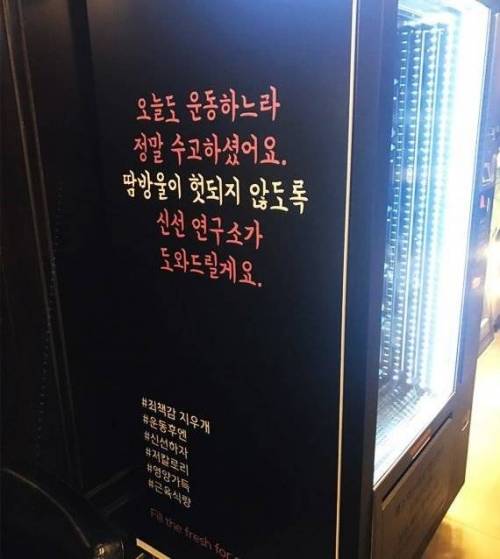 오늘도 운동하느라
정말 수고하셨어요.
땀방울이 헛되지 않도록
신선 연구소가
도와드릴게요.
#죄책감 지우개
#운동후엔
#신선하자
#저칼로리
#영양가득
#근육식량
Fill the fresh for